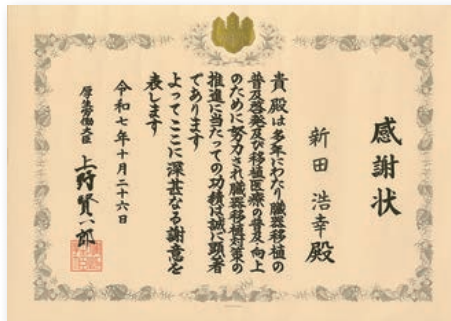 感謝状
新田 浩幸殿
貴殿は多年にわたり臓器移植の
普及啓発及び移植医療の普及・向上
のために努力され臓器移植対策の
推進に当たっての功績は誠に顕著
であります
よってここに深甚なる謝意を
表します
令和七年十月二十六日
厚生労働大臣 上野賢一郎